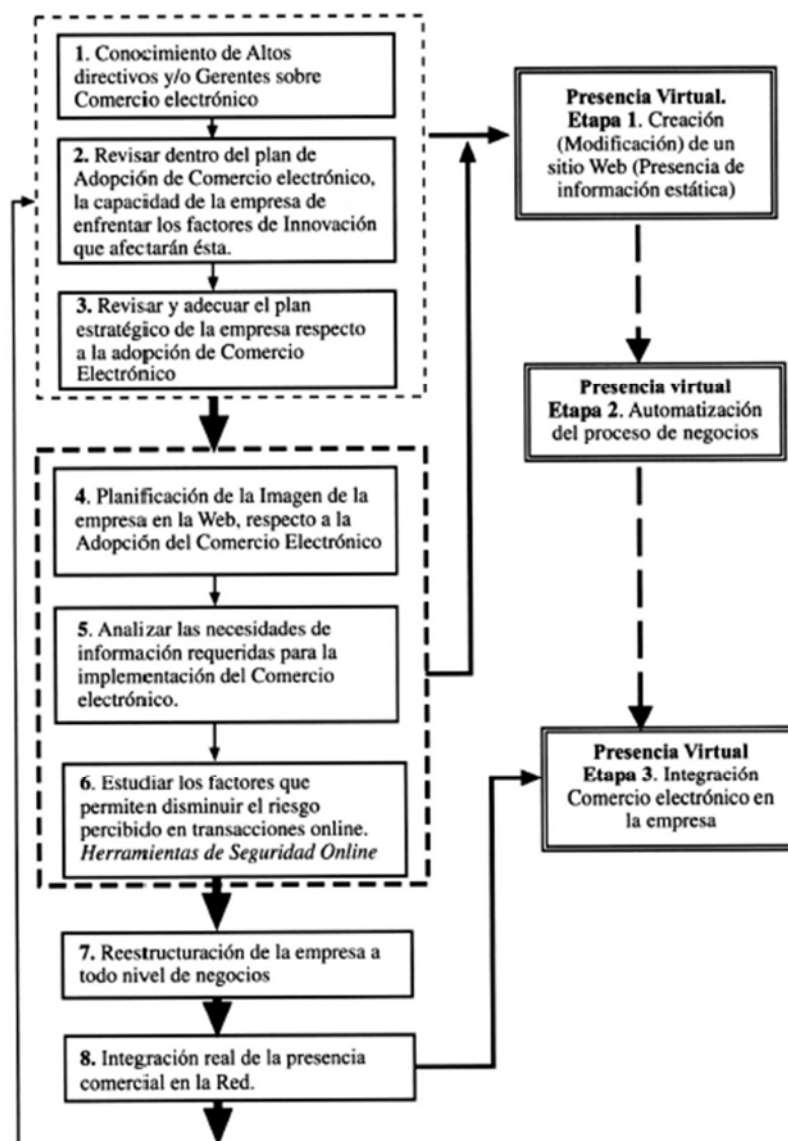 1. Conocimiento de Altos
directivos y/o Gerentes sobre
Comercio electrónico
2. Revisar dentro del plan de
Adopción de Comercio electrónico,
la capacidad de la empresa de
enfrentar los factores de Innovación
que afectarán ésta.
3. Revisar y adecuar el plan
estratégico de la empresa respecto
a la adopción de Comercio
Electrónico
4. Planificación de la Imagen de la
empresa en la Web, respecto a la
Adopción del Comercio Electrónico
5. Analizar las necesidades de
información requeridas para la
implementación del Comercio
electrónico.
6. Estudiar los factores que
permiten disminuir el riesgo
percibido en transacciones online.
Herramientas de Seguridad Online
7. Reestructuración de la empresa a
todo nivel de negocios
8. Integración real de la presencia
comercial en la Red.
Presencia Virtual.
Etapa 1. Creación
(Modificación) de un
sitio Web (Presencia de
información estática)
Presencia virtual
Etapa 2. Automatización
del proceso de negocios
Presencia Virtual
Etapa 3. Integración
Comercio electrónico en
la empresa